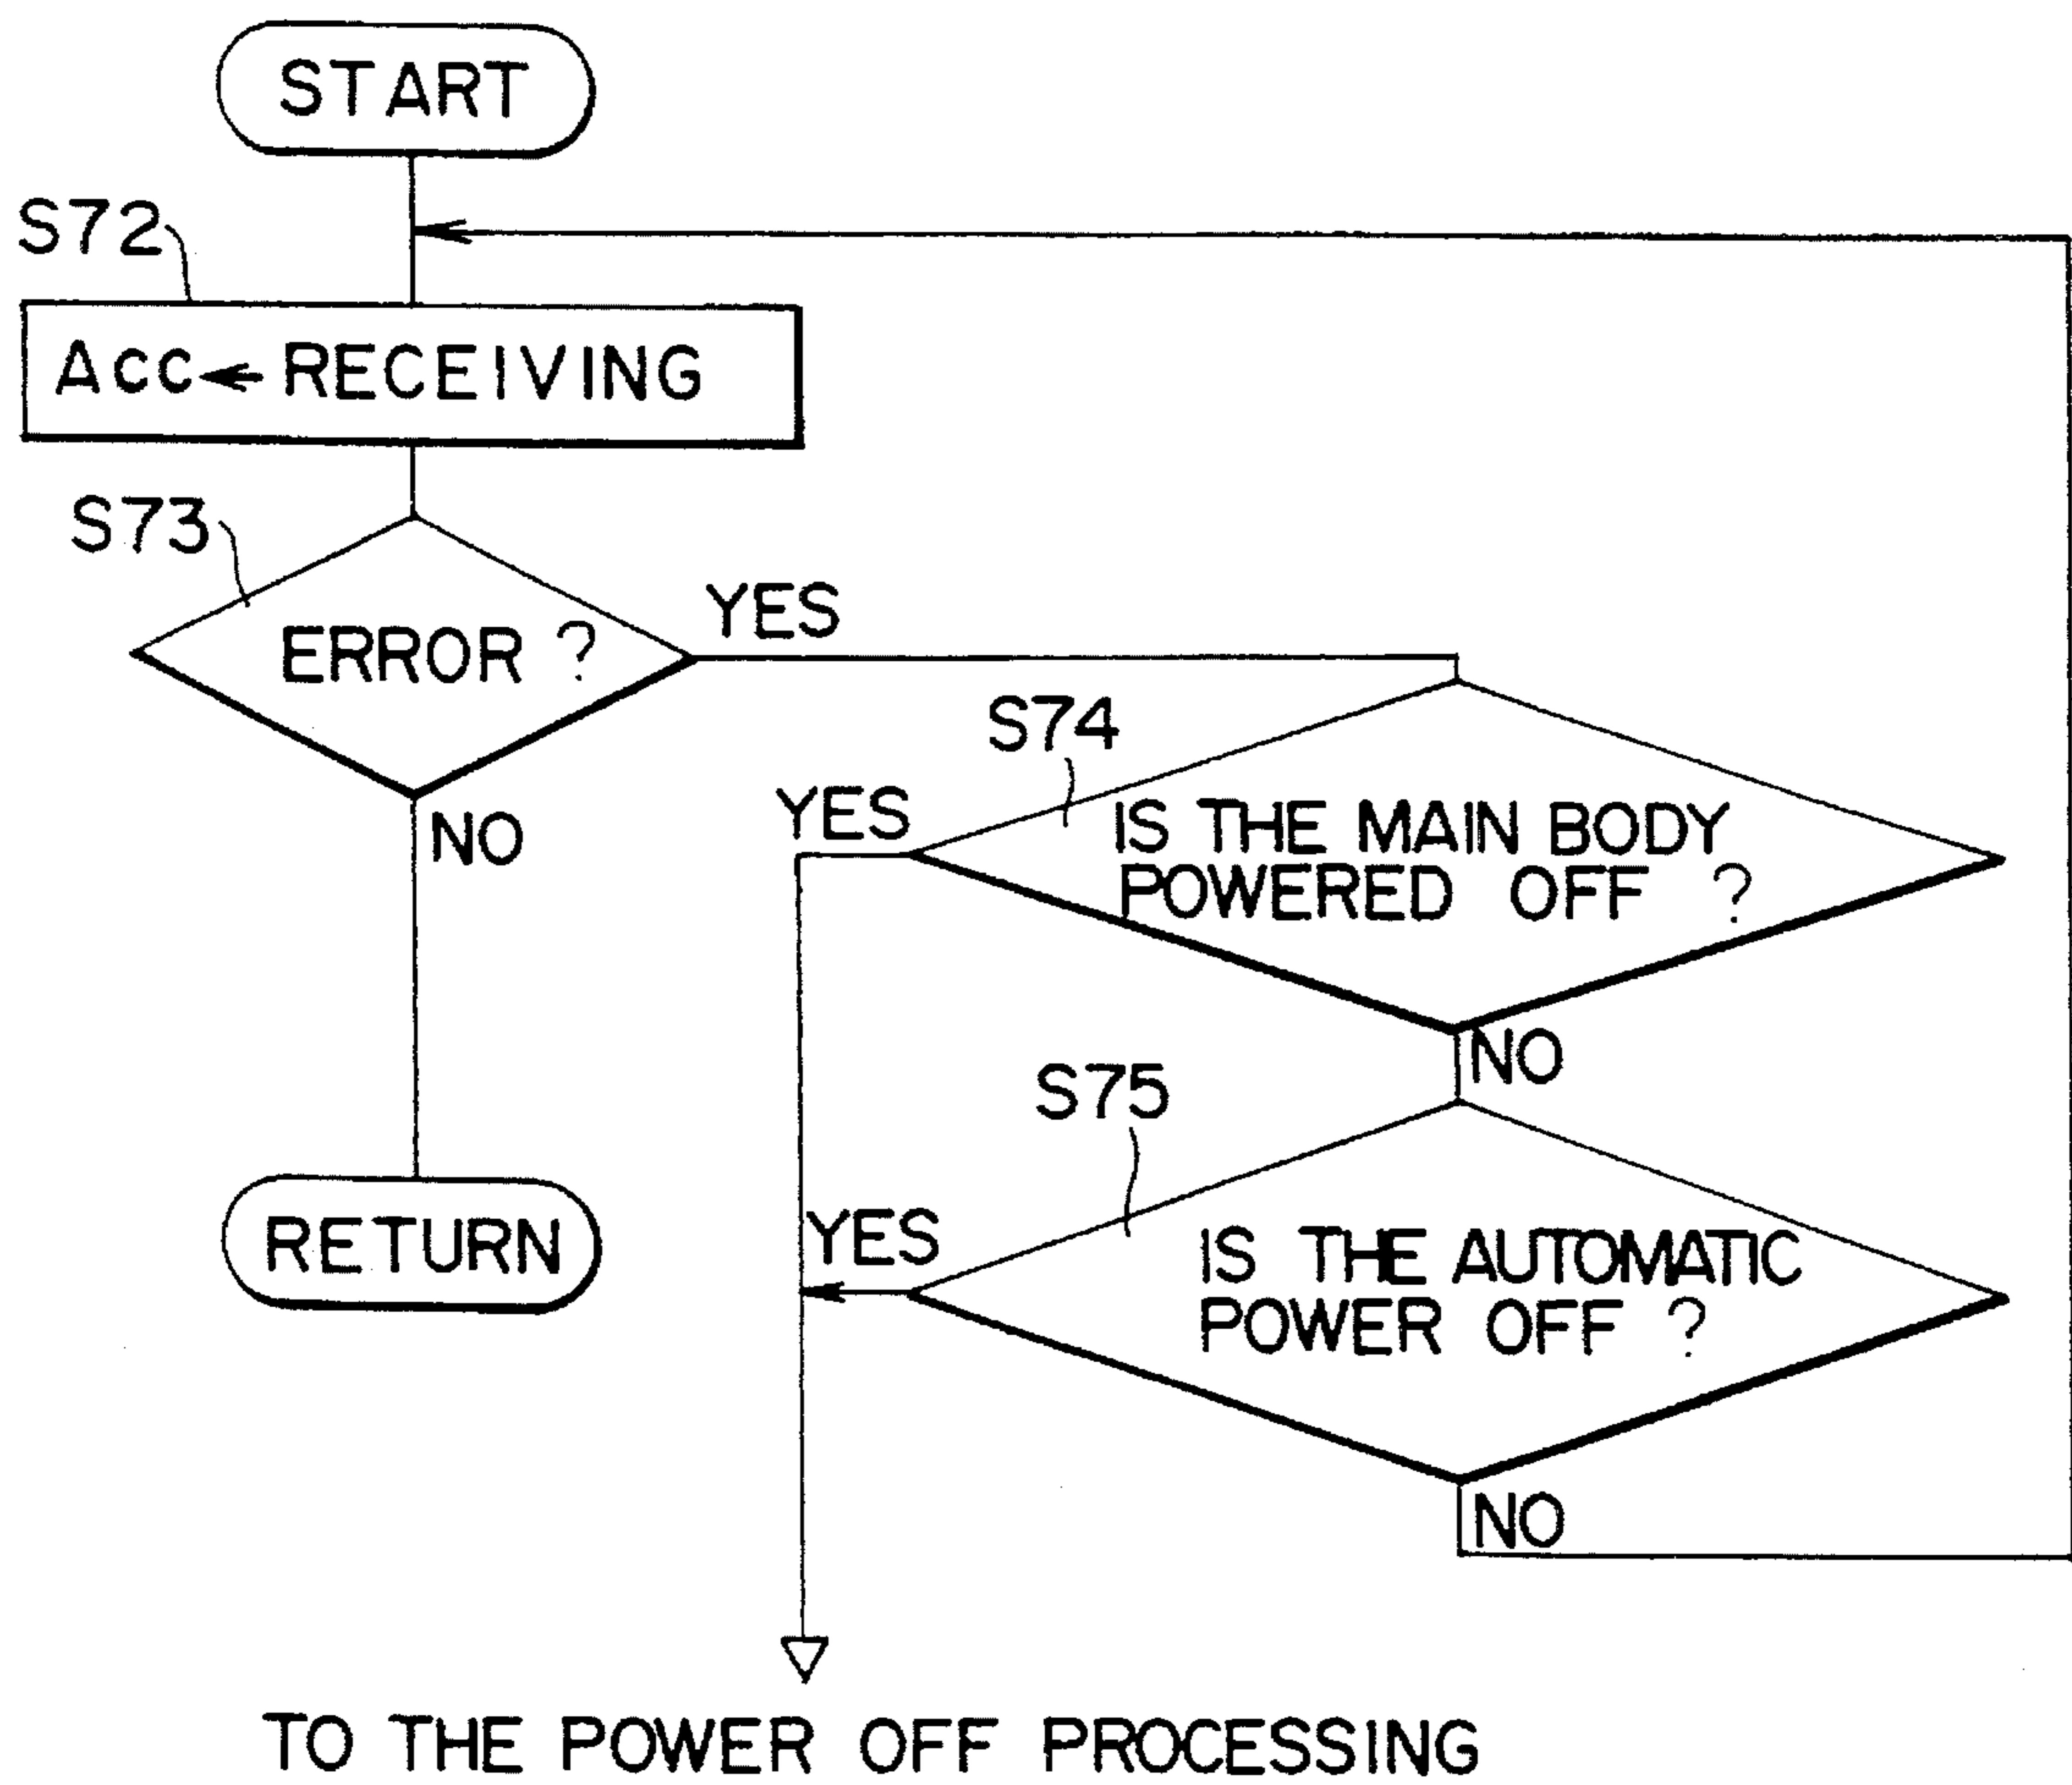 START
S72
ACC← RECEIVING
S73
ERROR ?
YES
NO
S74
YES
IS THE MAIN BODY
POWERED OFF ?
NO
S75
YES
IS THE AUTOMATIC
POWER OFF ?
NO
RETURN
TO THE POWER OFF PROCESSING